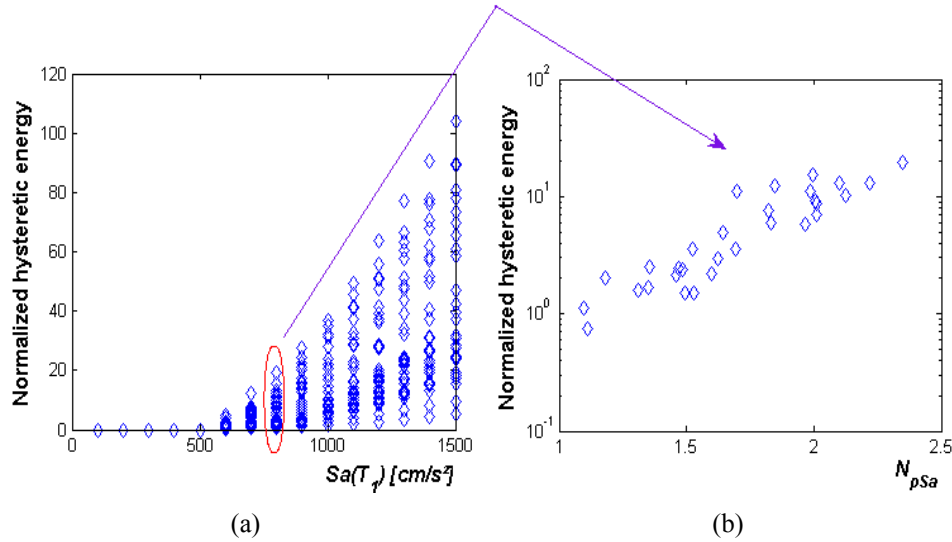 Normalized hysteretic energy
120
100
80
60
40
20
0
0 500 1000 1500
Sa(T₁) [cm/s²]
(a)
Normalized hysteretic energy
10²
10¹
10⁰
10⁻¹
1 1.5 2 2.5
N_pSa
(b)